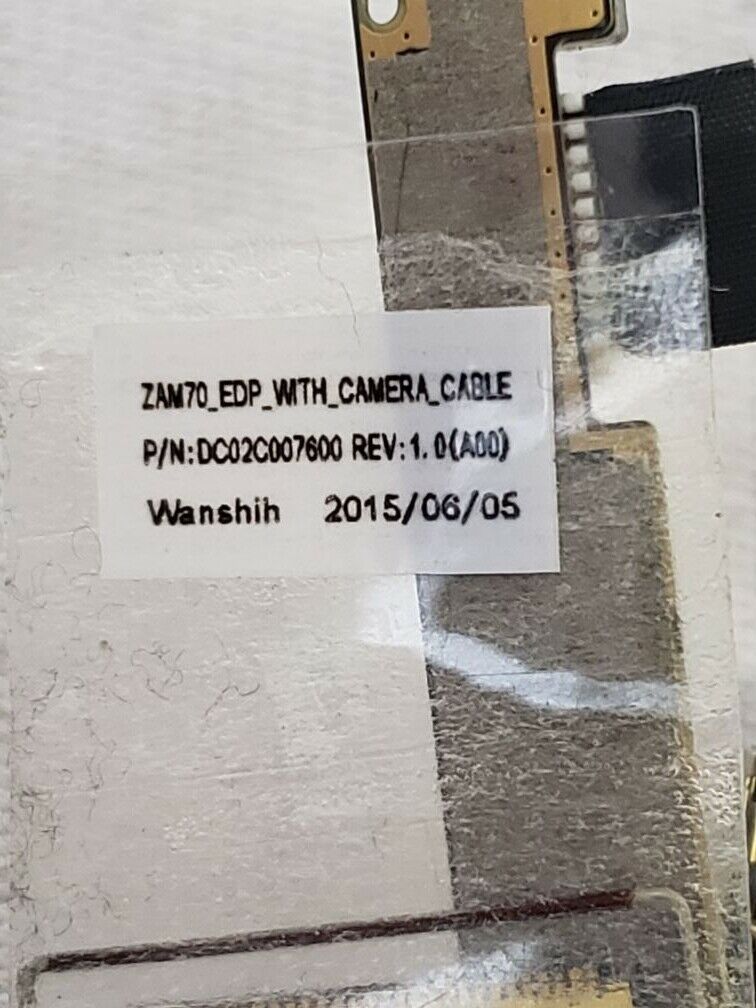 ZAM70_EDP_WITH_CAMERA_CABLE
P/N:DC02C007600 REV:1.0(A00)
Wanshih 2015/06/05